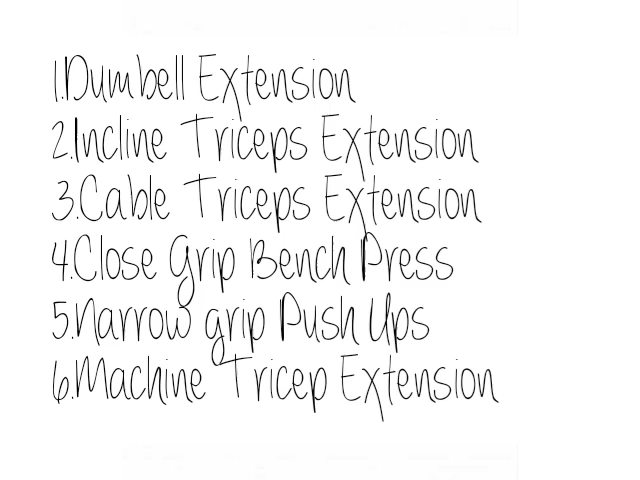 1.Dumbell Extension
2.Incline Triceps Extension
3.Cable Triceps Extension
4.Close Grip Bench Press
5.Narrow grip Push Ups
6.Machine Tricep Extension